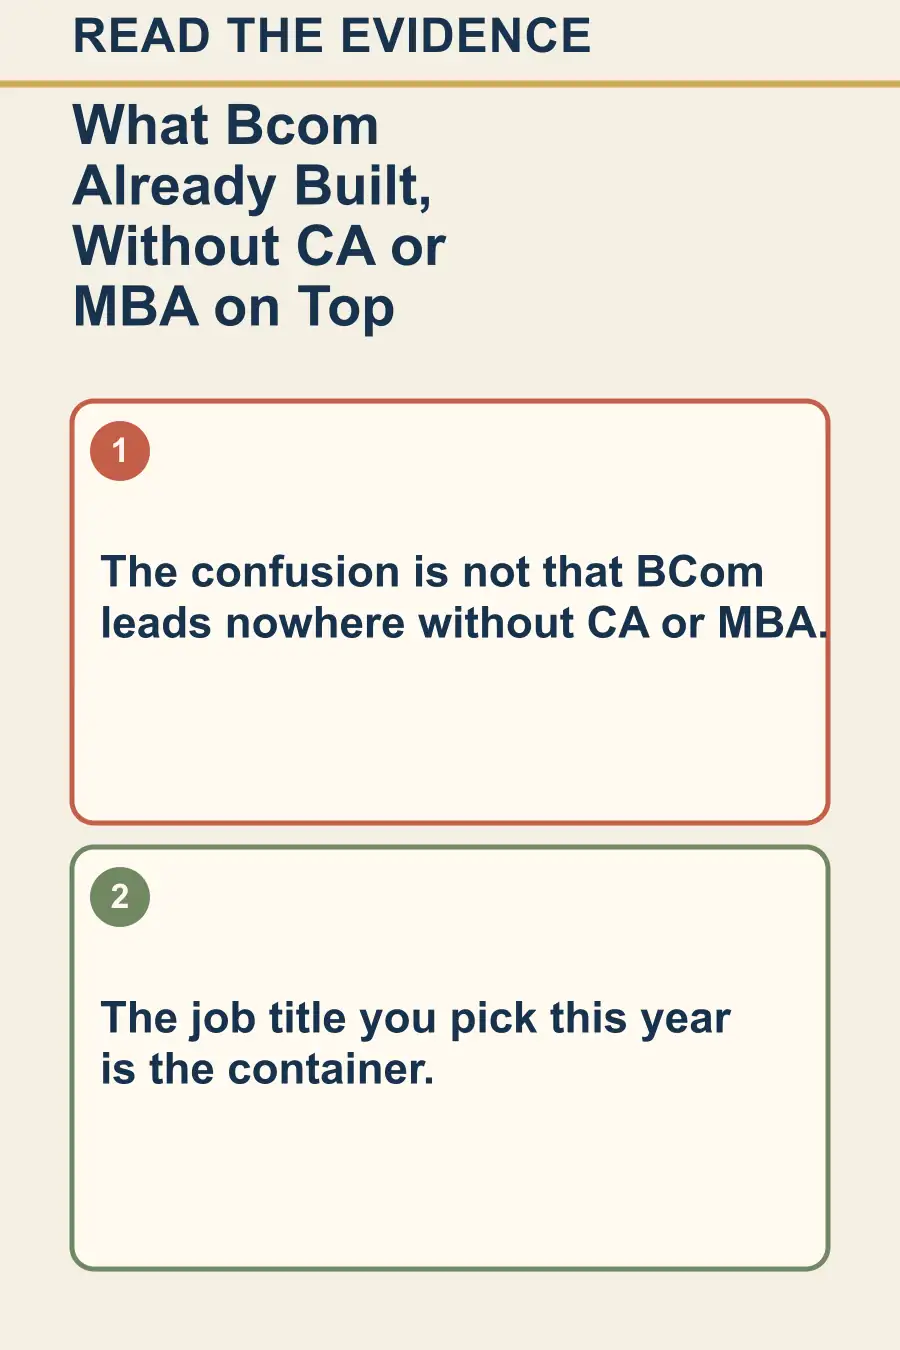 READ THE EVIDENCE
What Bcom
Already Built,
Without CA or
MBA on Top
1
The confusion is not that BCom
leads nowhere without CA or MBA.
2
The job title you pick this year
is the container.